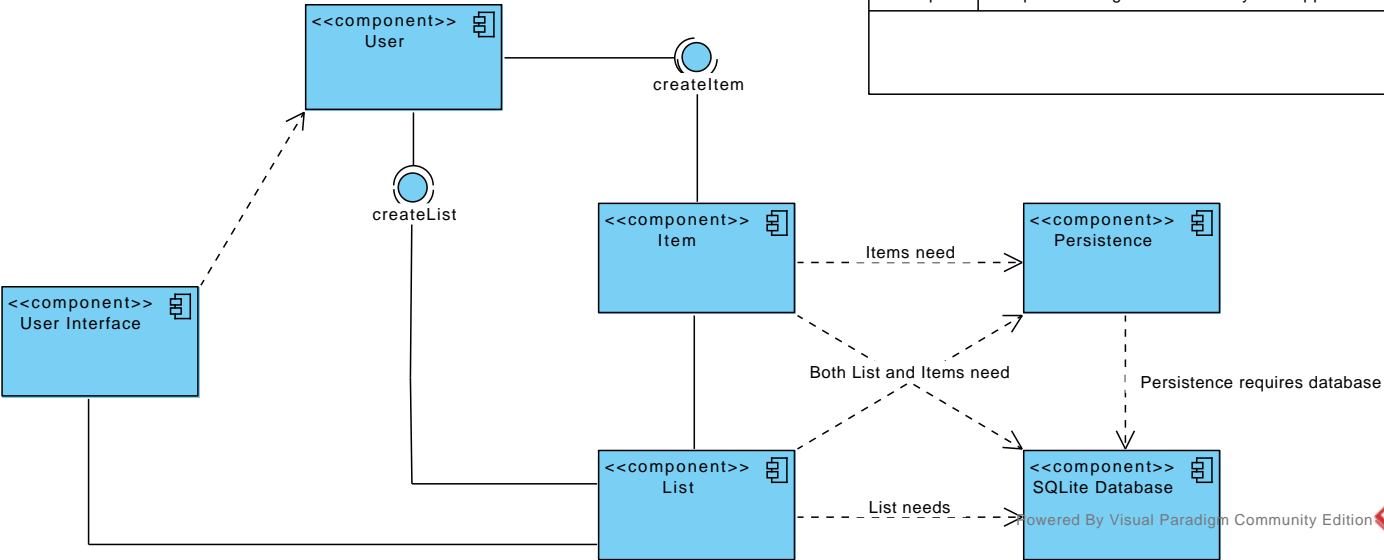 <<component>>
User
createItem
createList
<<component>>
Item
<<component>>
Persistence
Items need
<<component>>
User Interface
Both List and Items need
Persistence requires database
<<component>>
List
<<component>>
SQLite Database
List needs
Powered By Visual Paradigm Community Edition